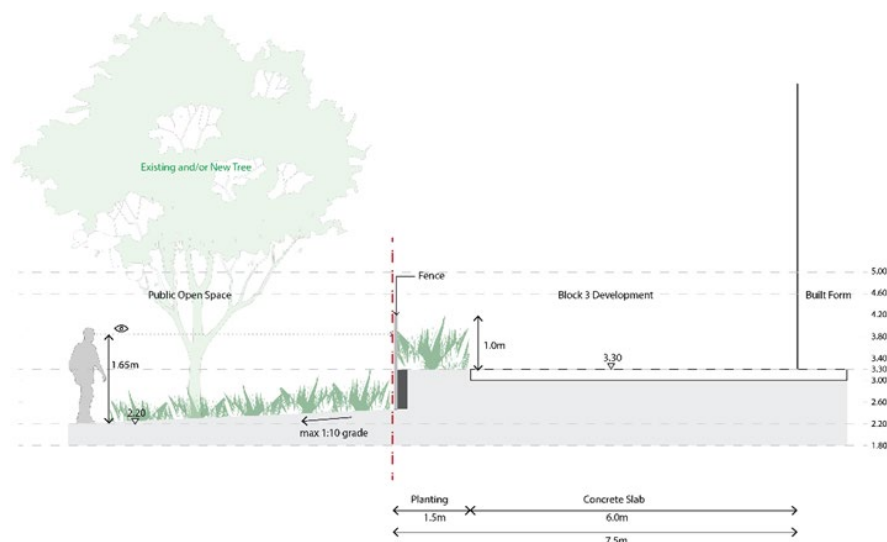 Existing and/or New Tree
Fence
Public Open Space
Block 3 Development
Built Form
5.00
4.60
4.20
3.80
3.40
3.30
3.00
2.60
2.20
1.80
1.65m
1.0m
3.30
2.20
max 1:10 grade
Planting
Concrete Slab
1.5m
6.0m
7.5m